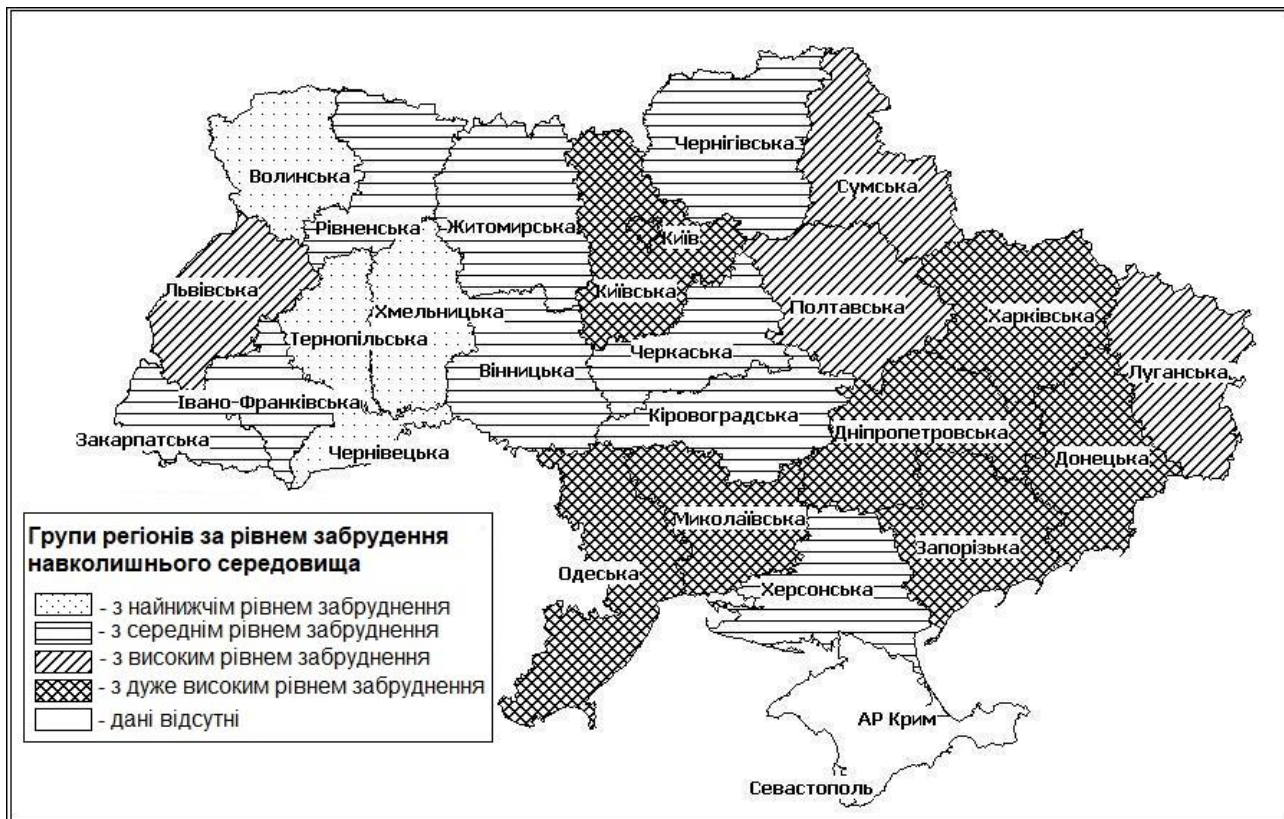 Чернігівська
Волинська
Сумська
Рівненська
Житомирська
Київ
Львівська
Київська
Хмельницька
Полтавська
Харківська
Тернопільська
Черкаська
Вінницька
Луганська
Івано-Франківська
Кіровоградська
Дніпропетровська
Закарпатська
Чернівецька
Донецька
Миколаївська
Запорізька
Одеська
Херсонська
АР Крим
Севастополь
Групи регіонів за рівнем забрудення
навколишнього середовища
- з найнижчім рівнем забруднення
- з середнім рівнем забруднення
- з високим рівнем забруднення
- з дуже високим рівнем забруднення
- дані відсутні